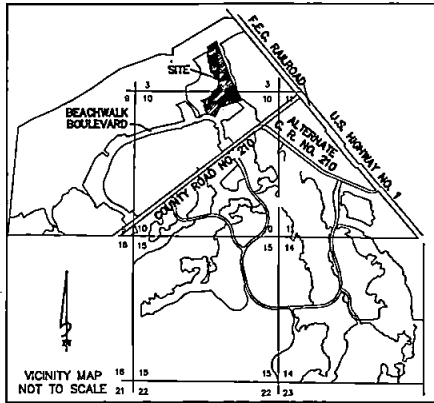 F.E.C. RAILROAD
SITE
3
9 10
3
10 11
BEACHWALK
BOULEVARD
U.S. HIGHWAY NO. 1
ALTERNATE
C. R. NO. 210
COUNTY ROAD NO. 210
10
16 15
11
15 14
VICINITY MAP
NOT TO SCALE
16 15
21 22
15 14
22 23